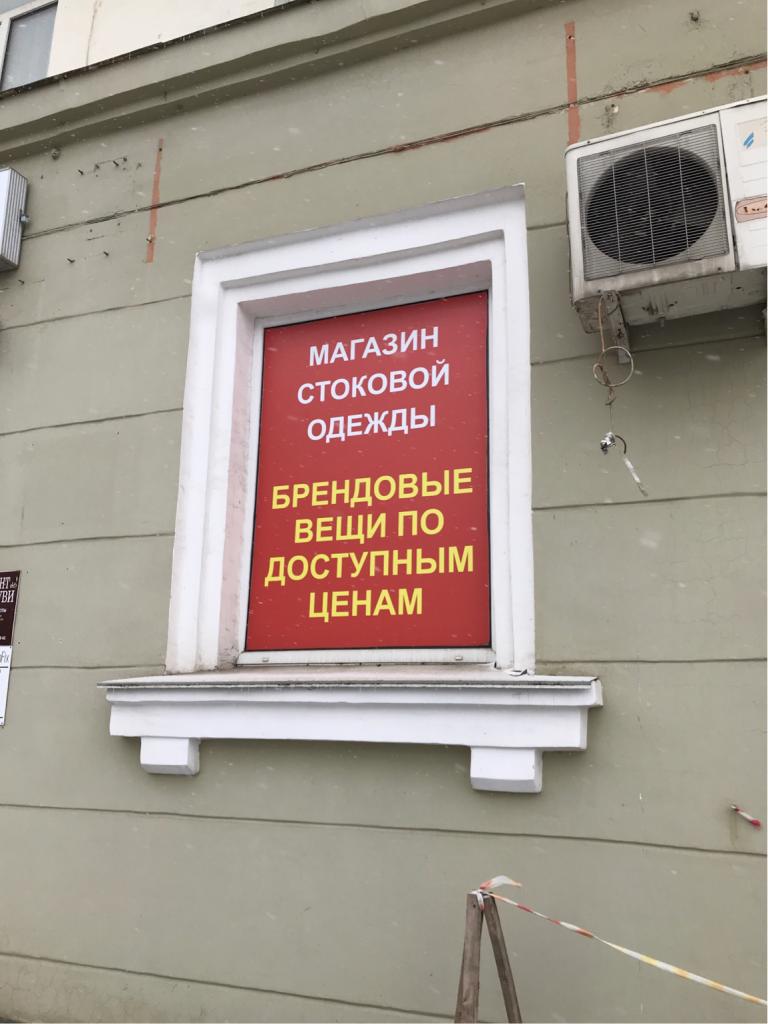 МАГАЗИН
СТОКОВОЙ
ОДЕЖДЫ
БРЕНДОВЫЕ
ВЕЩИ ПО
ДОСТУПНЫМ
ЦЕНАМ